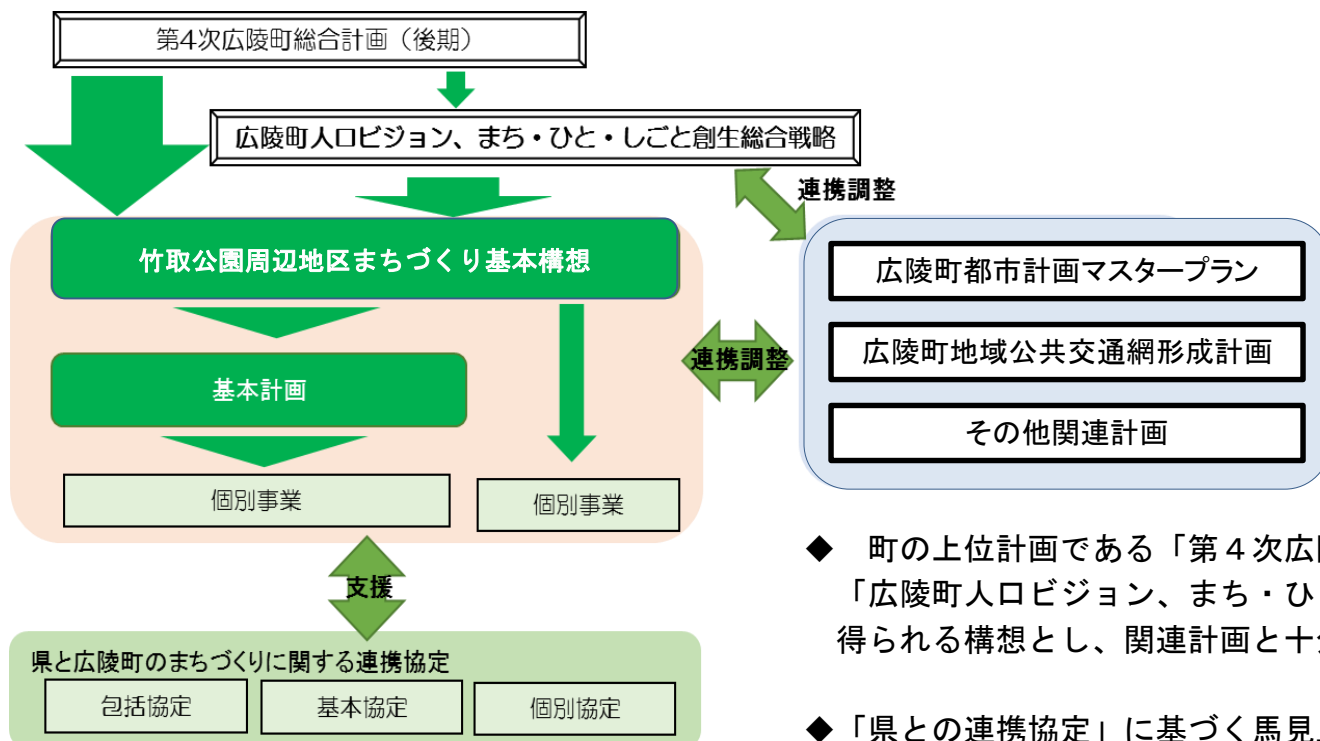 第4次広陵町総合計画（後期）
広陵町人口ビジョン、まち・ひと・しごと創生総合戦略
連携調整
竹取公園周辺地区まちづくり基本構想
基本計画
個別事業
個別事業
連携調整
広陵町都市計画マスタープラン
広陵町地域公共交通網形成計画
その他関連計画
支援
県と広陵町のまちづくりに関する連携協定
包括協定
基本協定
個別協定
◆　町の上位計画である「第４次広
「広陵町人口ビジョン、まち・ひ
得られる構想とし、関連計画と十
◆「県との連携協定」に基づく馬見